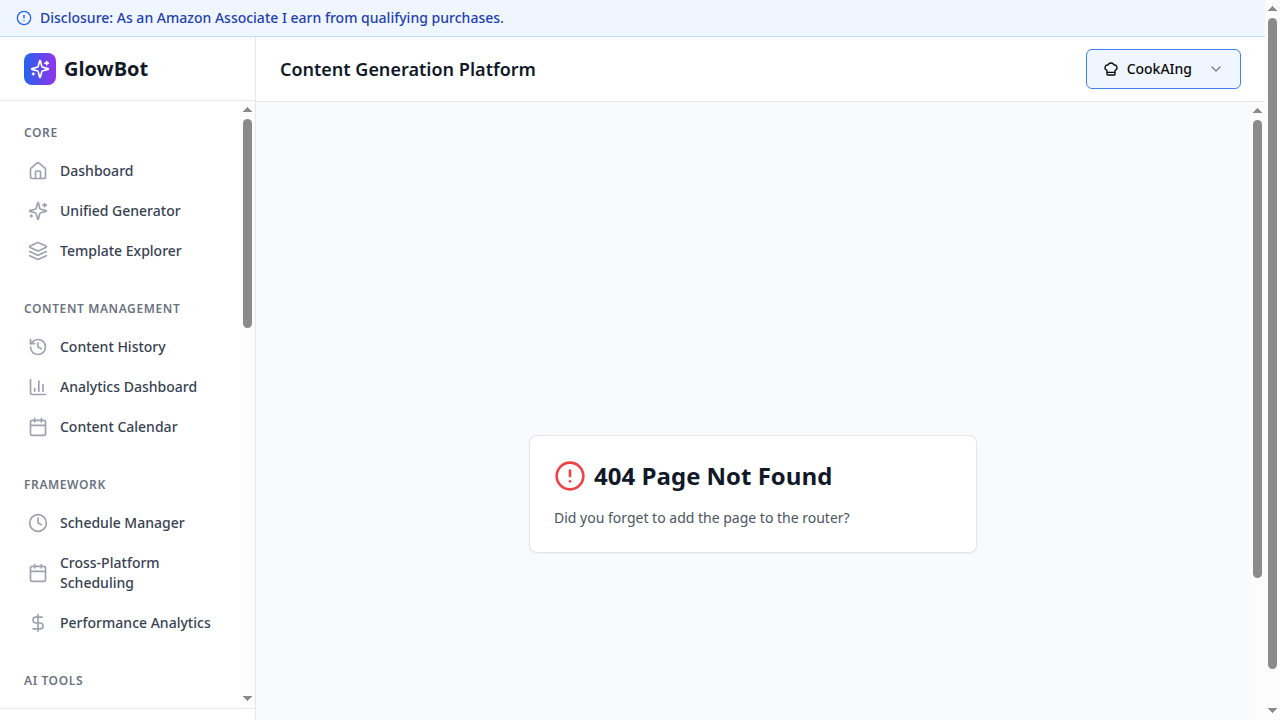 Disclosure: As an Amazon Associate I earn from qualifying purchases.
GlowBot
Content Generation Platform
CookAIng
CORE
Dashboard
Unified Generator
Template Explorer
CONTENT MANAGEMENT
Content History
Analytics Dashboard
Content Calendar
FRAMEWORK
Schedule Manager
Cross-Platform
Scheduling
Performance Analytics
AI TOOLS
404 Page Not Found
Did you forget to add the page to the router?